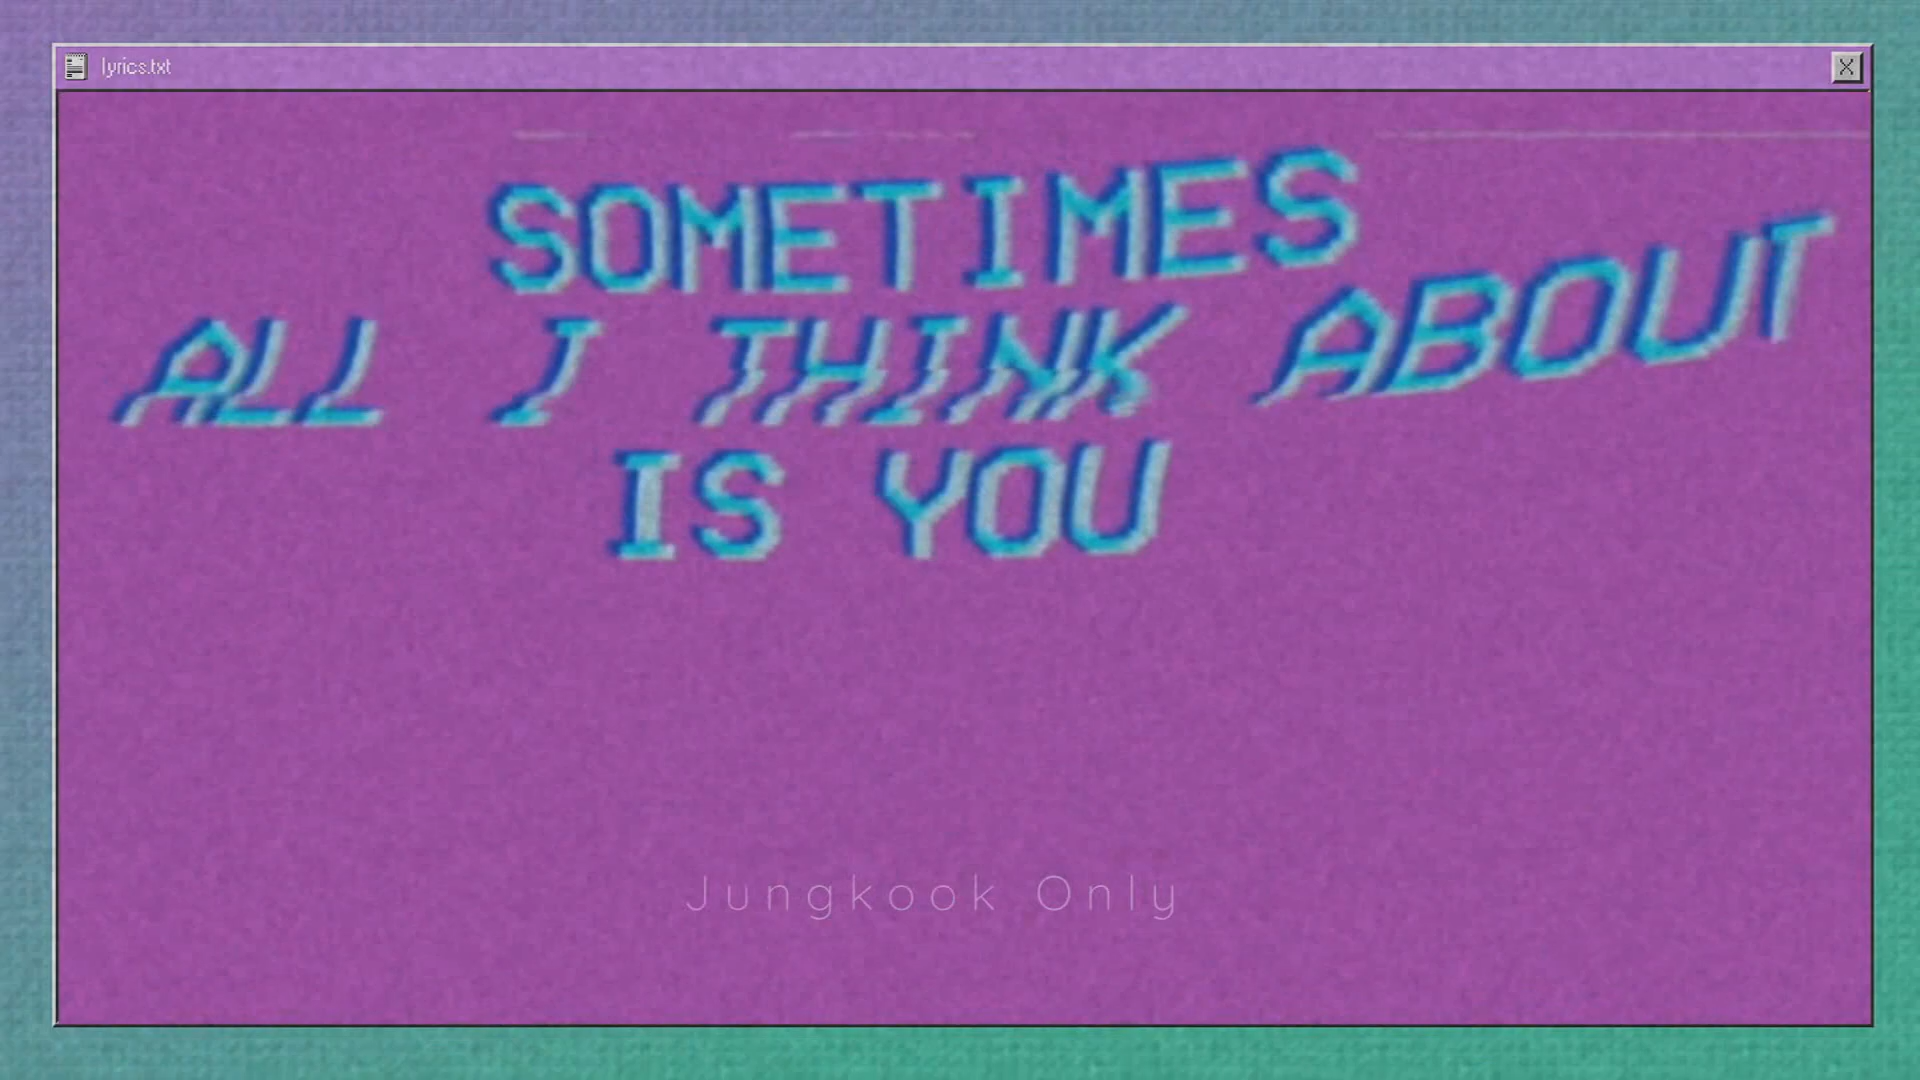 lyrics.txt
SOMETIMES
ALL I THINK ABOUT
IS YOU
Jungkook Only